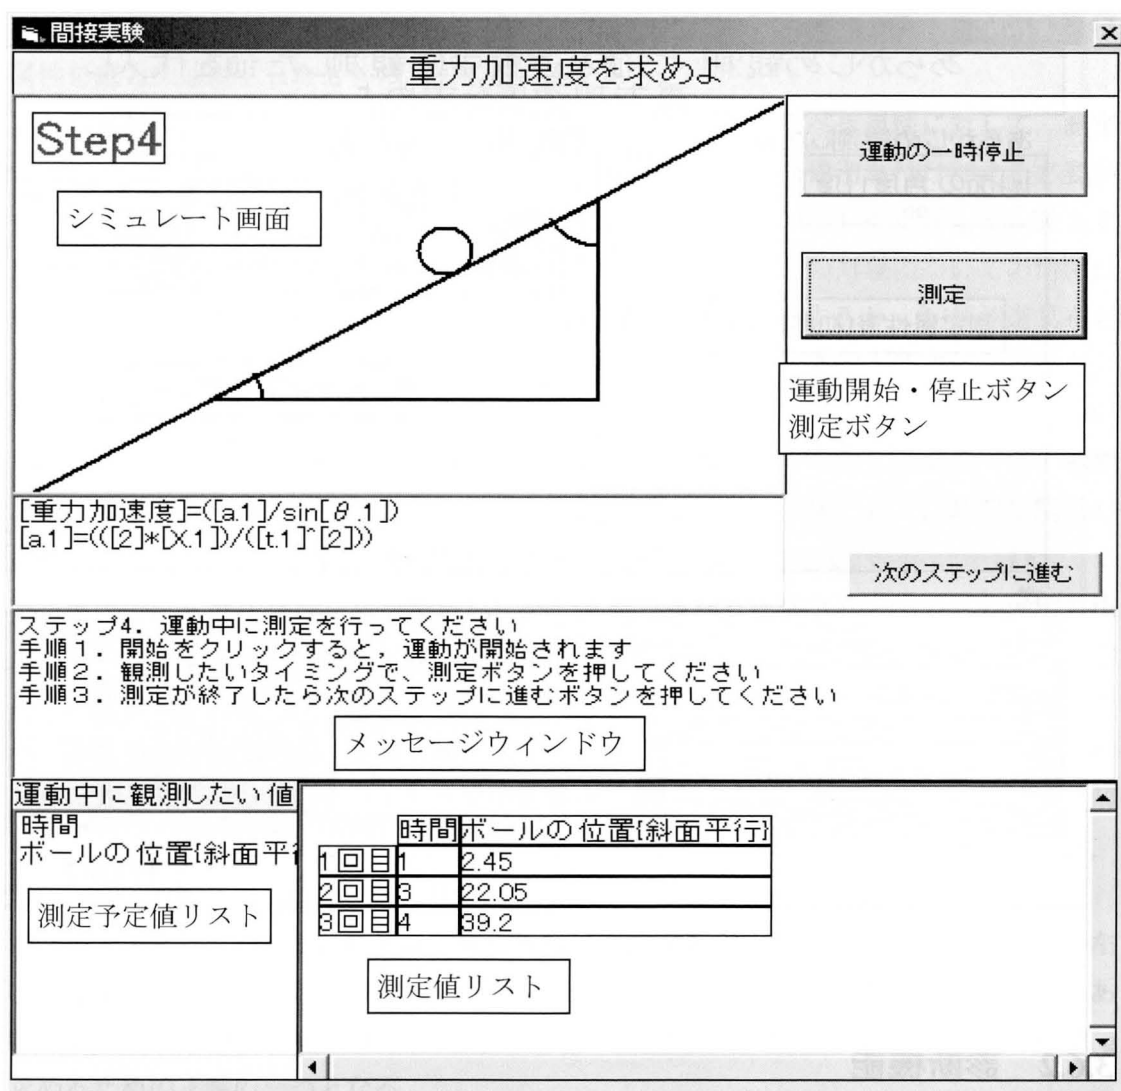 間接実験
重力加速度を求めよ
Step4
運動の一時停止
シミュレート画面
測定
運動開始・停止ボタン
測定ボタン
[重力加速度]=([a.1]/sin[θ.1])
[a.1]=(([2]*[X.1])/([t.1]^[2]))
次のステップに進む
ステップ4. 運動中に測定を行ってください
手順1. 開始をクリックすると, 運動が開始されます
手順2. 観測したいタイミングで、測定ボタンを押してください
手順3. 測定が終了したら次のステップに進むボタンを押してください
メッセージウィンドウ
運動中に観測したい値
時間
ボールの位置{斜面平行
測定予定値リスト
時間 ボールの位置{斜面平行}
1回目 1 2.45
2回目 3 22.05
3回目 4 39.2
測定値リスト